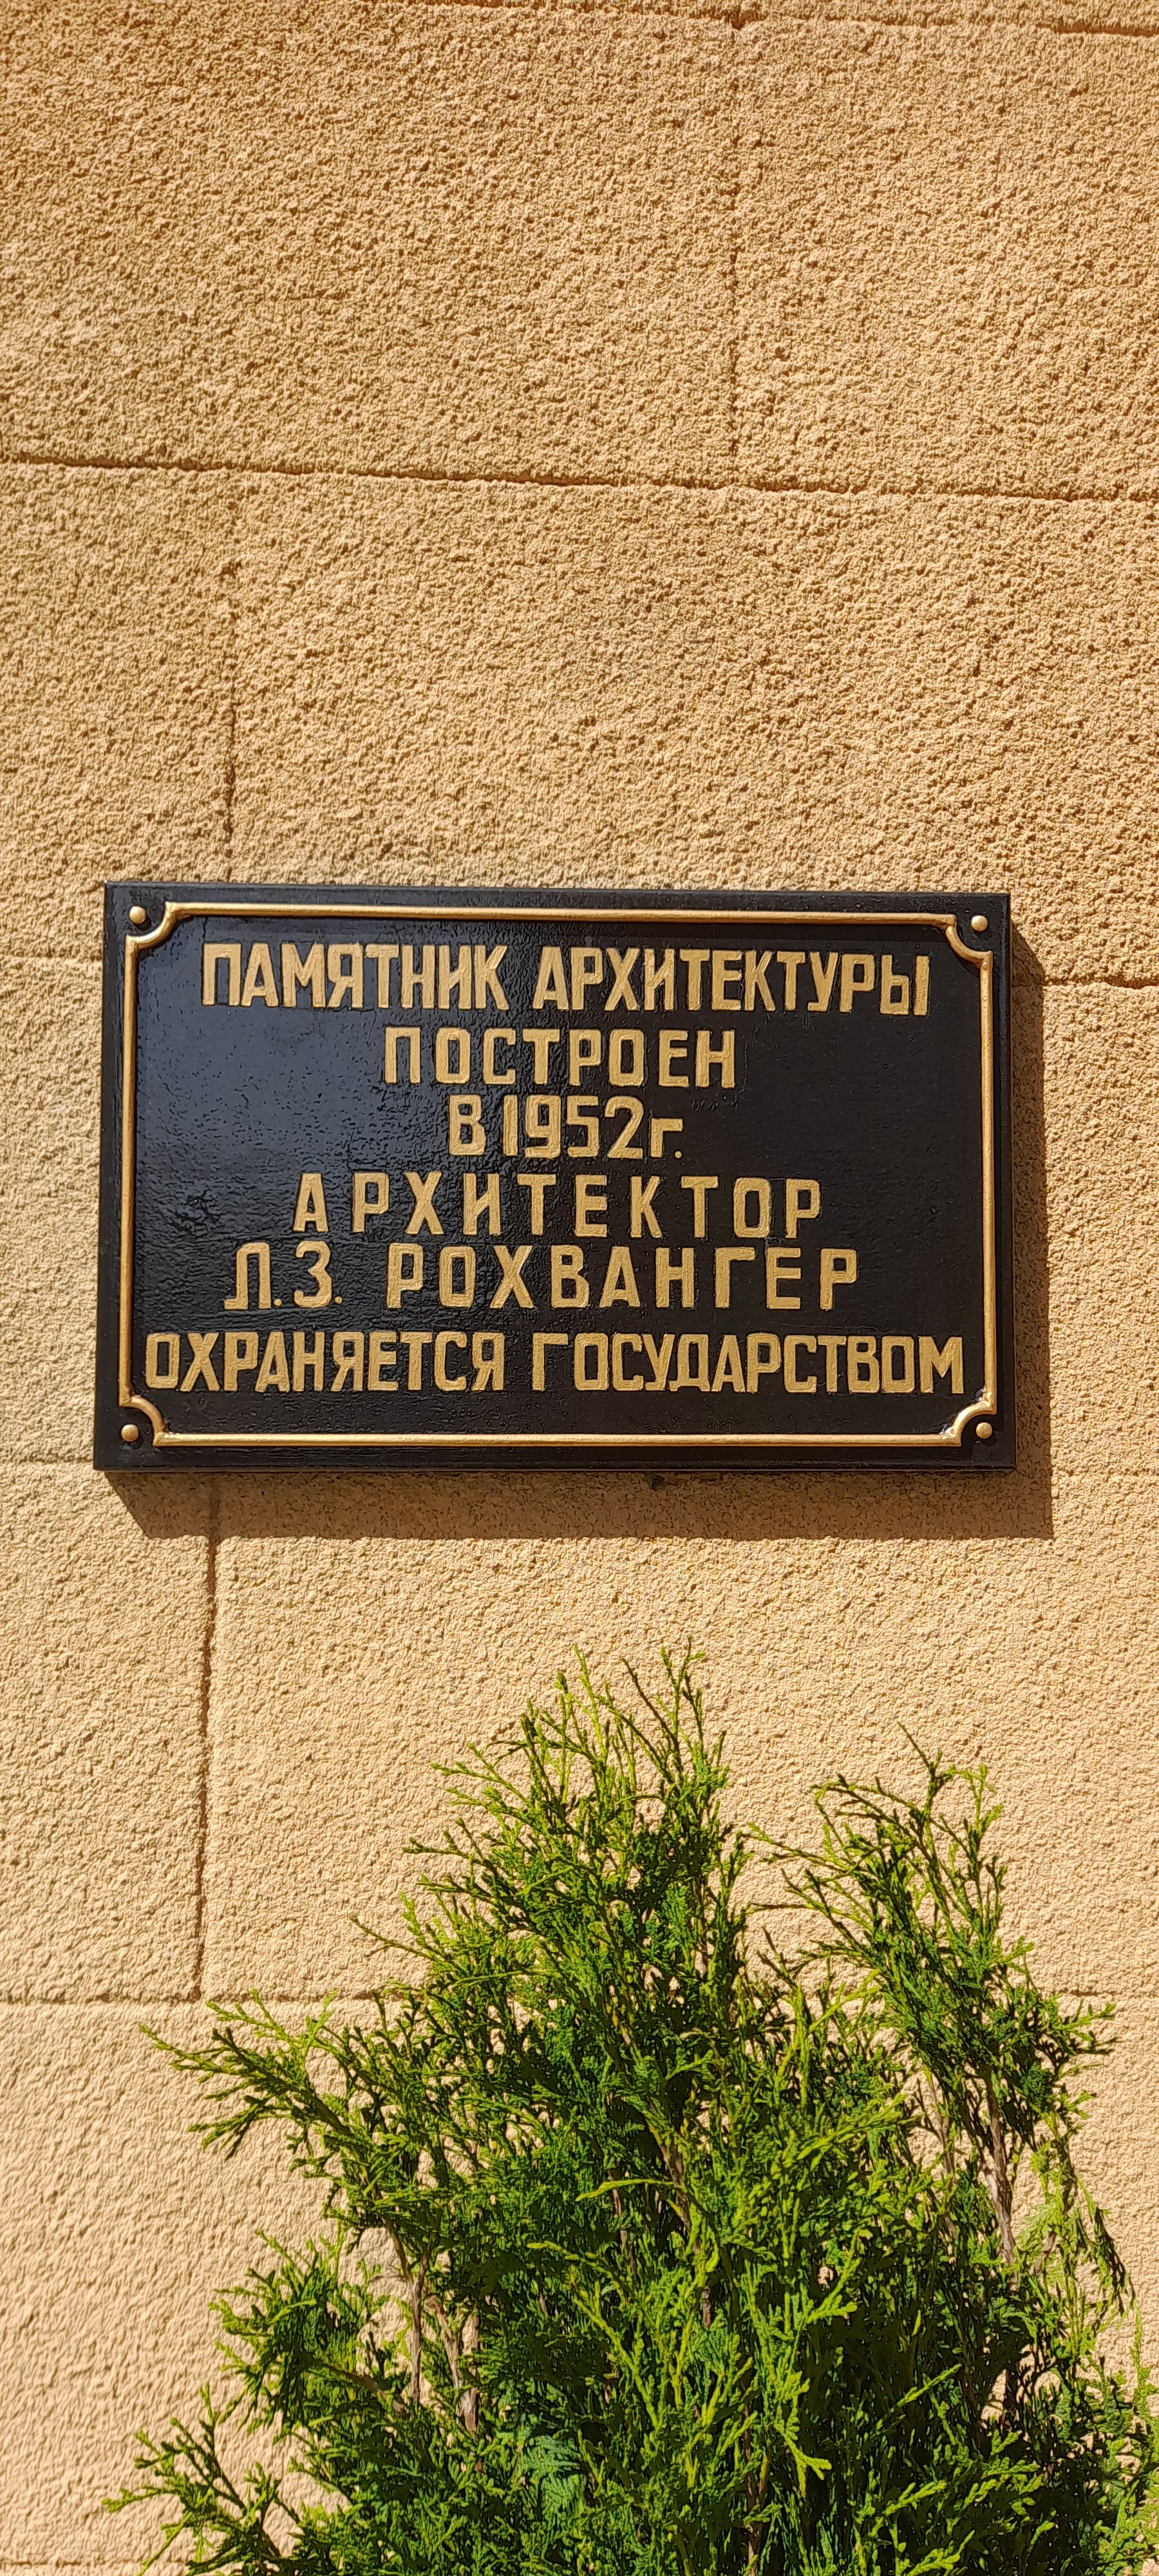 ПАМЯТНИК АРХИТЕКТУРЫ
ПОСТРОЕН
В 1952г.
АРХИТЕКТОР
Л.З. РОХВАНГЕР
ОХРАНЯЕТСЯ ГОСУДАРСТВОМ